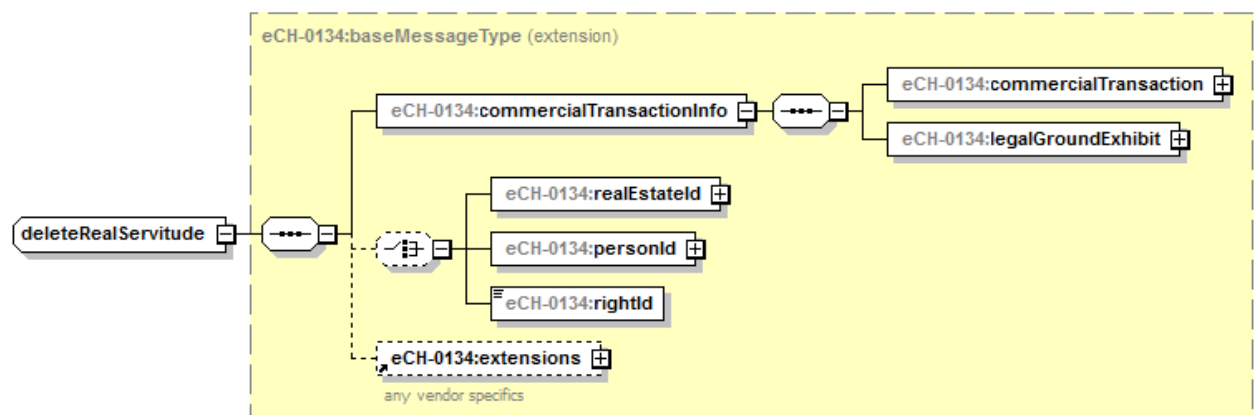 eCH-0134:baseMessageType (extension)
eCH-0134:commercialTransactionInfo
eCH-0134:commercialTransaction
eCH-0134:legalGroundExhibit
deleteRealServitude
eCH-0134:realEstateId
eCH-0134:personId
eCH-0134:rightId
eCH-0134:extensions
any vendor specifics